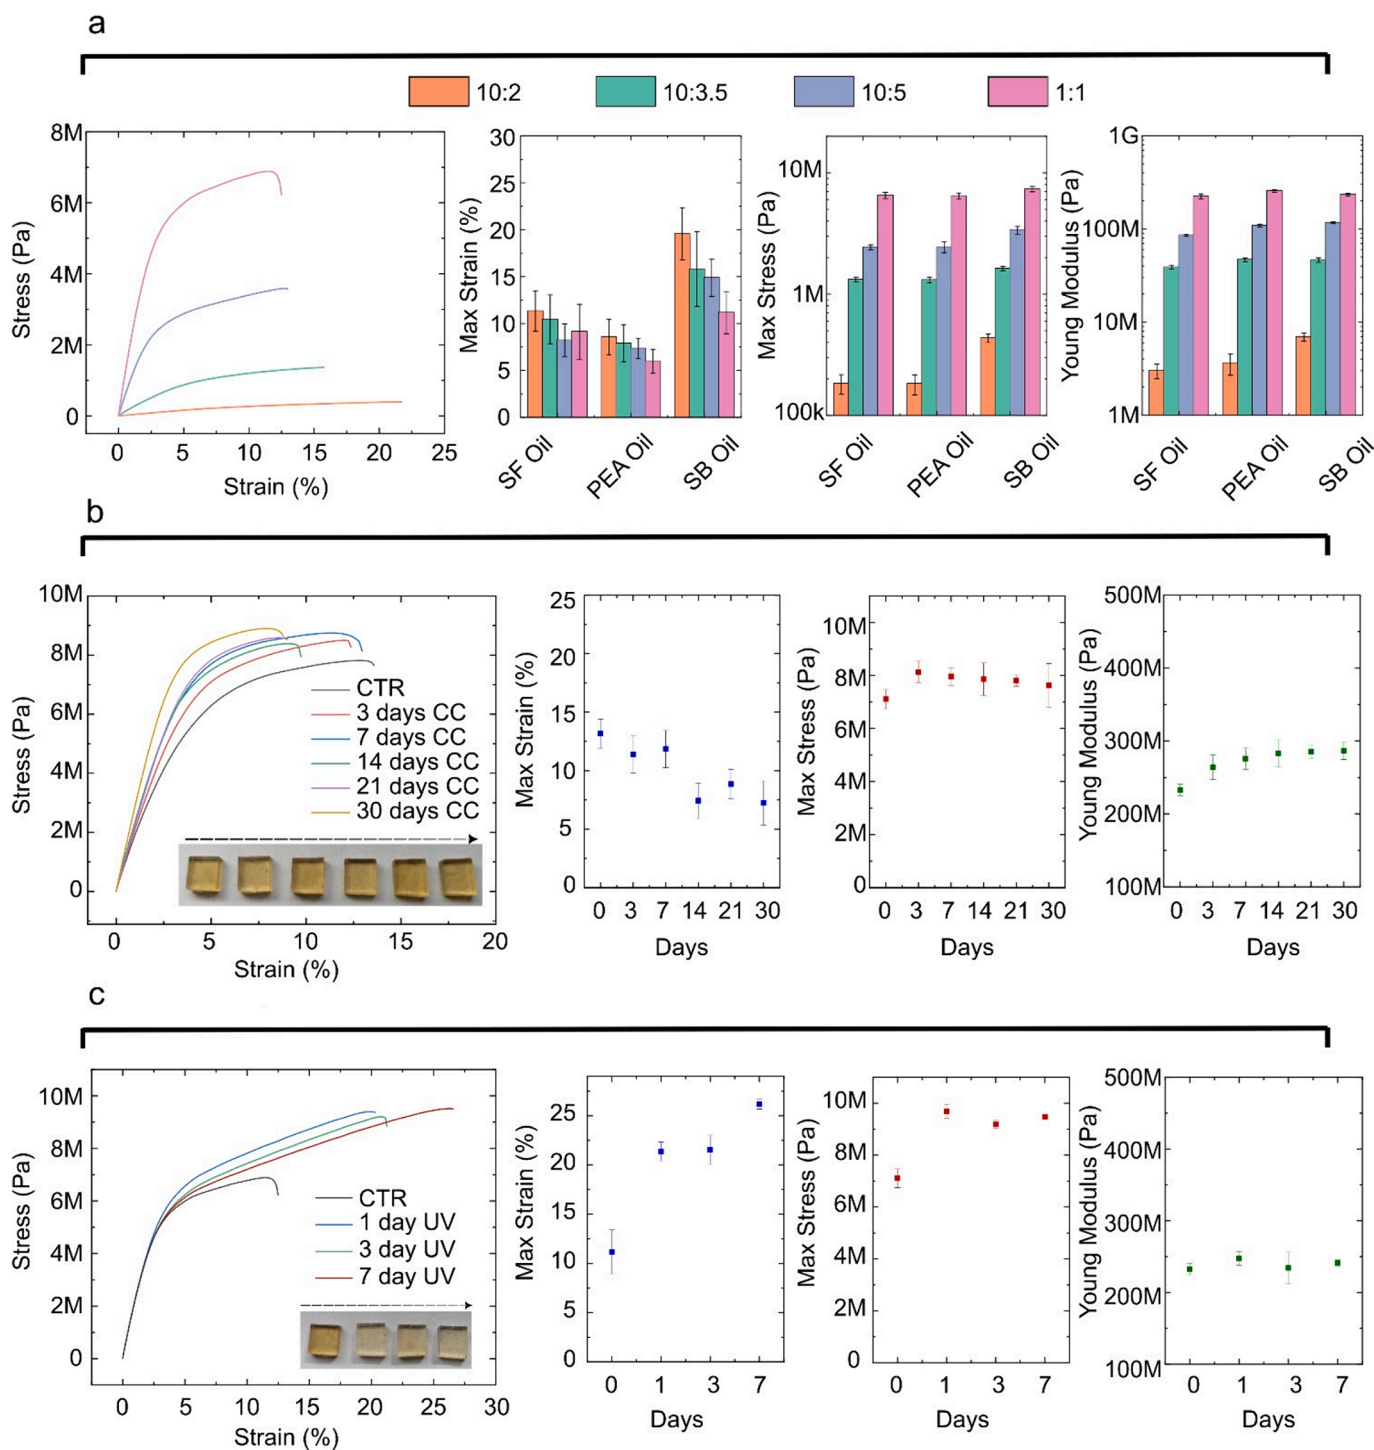 a
10:2
10:3.5
10:5
1:1
8M
6M
4M
2M
0
Stress (Pa)
0 5 10 15 20 25
Strain (%)
30
25
20
15
10
5
0
Max Strain (%)
SF Oil
PEA Oil
SB Oil
10M
1M
100k
Max Stress (Pa)
SF Oil
PEA Oil
SB Oil
1G
100M
10M
1M
Young Modulus (Pa)
SF Oil
PEA Oil
SB Oil
b
10M
8M
6M
4M
2M
0
Stress (Pa)
CTR
3 days CC
7 days CC
14 days CC
21 days CC
30 days CC
0 5 10 15 20
Strain (%)
25
20
15
10
5
0
Max Strain (%)
0 3 7 14 21 30
Days
10M
8M
6M
4M
2M
0
Max Stress (Pa)
0 3 7 14 21 30
Days
500M
400M
300M
200M
100M
Young Modulus (Pa)
0 3 7 14 21 30
Days
c
10M
8M
6M
4M
2M
0
Stress (Pa)
CTR
1 day UV
3 day UV
7 day UV
0 5 10 15 20 25 30
Strain (%)
25
20
15
10
5
0
Max Strain (%)
0 1 3 7
Days
10M
8M
6M
4M
2M
0
Max Stress (Pa)
0 1 3 7
Days
500M
400M
300M
200M
100M
Young Modulus (Pa)
0 1 3 7
Days